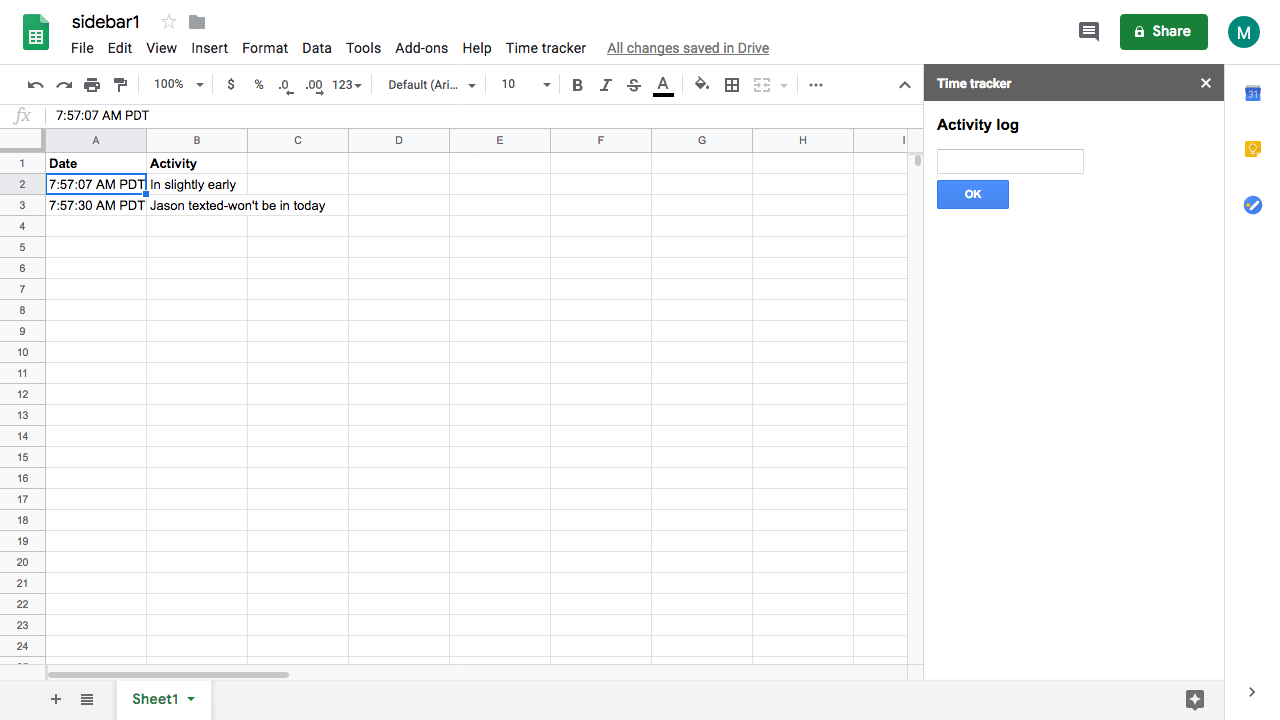 sidebar1
File Edit View Insert Format Data Tools Add-ons Help Time tracker All changes saved in Drive
Share
M
100% $ % .0 .00 123 Default (Ari... 10 B I S A
Time tracker
31
fx 7:57:07 AM PDT
Activity log
OK
A B C D E F G H I
1 Date Activity
2 7:57:07 AM PDT In slightly early
3 7:57:30 AM PDT Jason texted-won't be in today
4
5
6
7
8
9
10
11
12
13
14
15
16
17
18
19
20
21
22
23
24
Sheet1